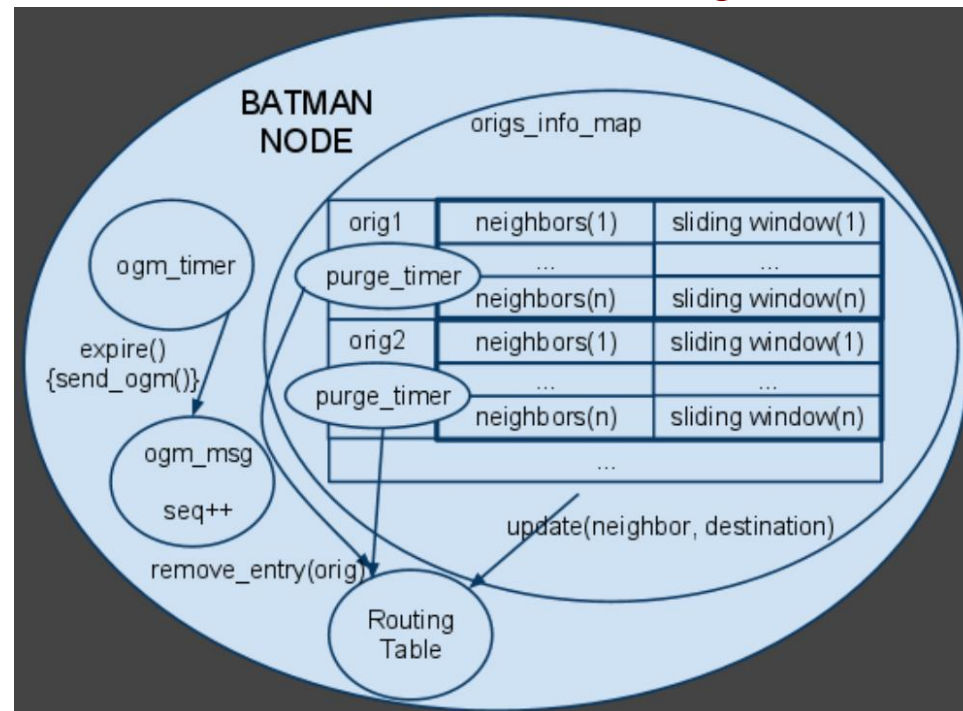 BATMAN
NODE
origs_info_map
ogm_timer
expire()
{send_ogm()}
ogm_msg
seq++
orig1
neighbors(1)
sliding window(1)
purge_timer
...
...
neighbors(n)
sliding window(n)
orig2
neighbors(1)
sliding window(1)
purge_timer
...
...
neighbors(n)
sliding window(n)
...
update(neighbor, destination)
remove_entry(orig)
Routing
Table